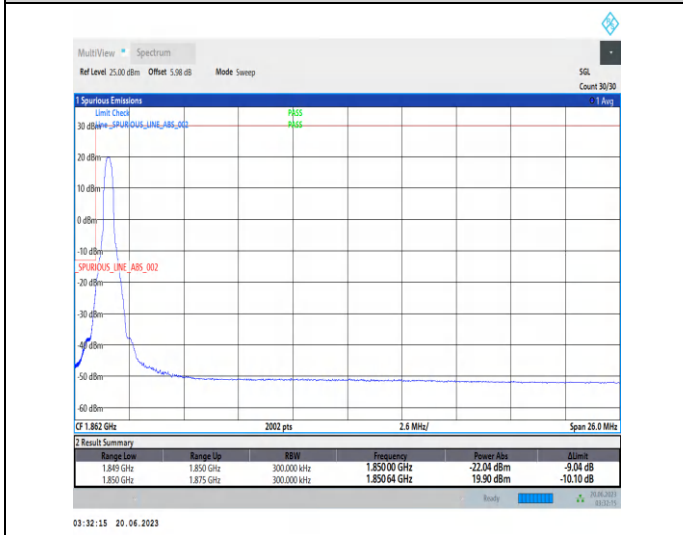 MultiView Spectrum
Ref Level 25.00 dBm Offset 5.98 dB Mode Sweep SGL
Count 30/30
1 Spurious Emissions 1 Avg
Limit Check PASS
30 dBm Line _SPURIOUS_LINE_ABS_002 PASS
20 dBm
10 dBm
0 dBm
-10 dBm
_SPURIOUS_LINE_ABS_002
-20 dBm
-30 dBm
-40 dBm
-50 dBm
-60 dBm
CF 1.862 GHz 2002 pts 2.6 MHz/ Span 26.0 MHz
2 Result Summary
Range Low Range Up RBW Frequency Power Abs ΔLimit
1.849 GHz 1.850 GHz 300.000 kHz 1.85000 GHz -22.04 dBm -9.04 dB
1.850 GHz 1.875 GHz 300.000 kHz 1.85064 GHz 19.90 dBm -10.10 dB
Ready 20.06.2023
03:32:15
03:32:15 20.06.2023